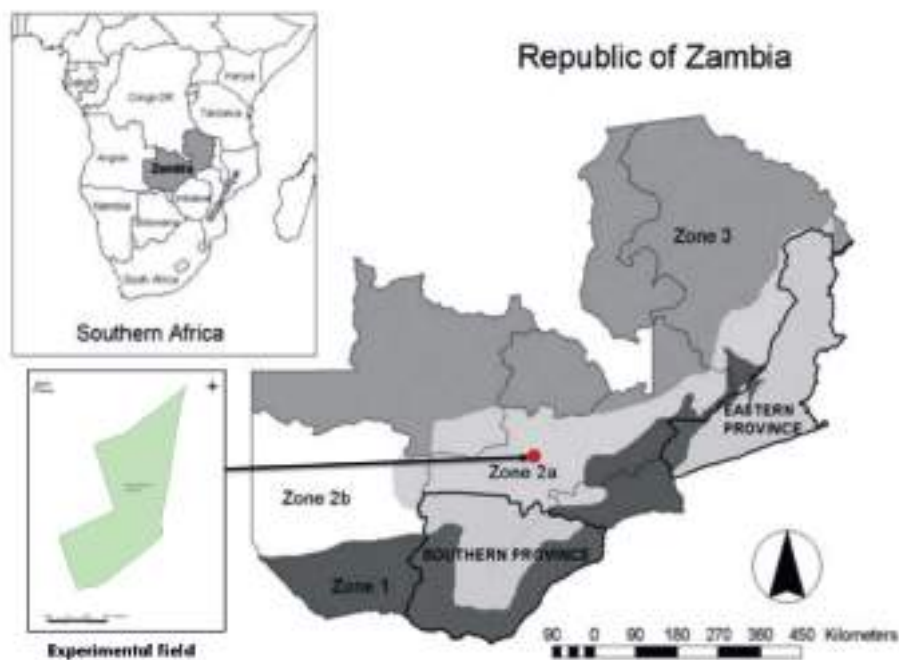 Republic of Zambia
Kenya
Congo DR
Tanzania
Angola
Zambia
Namibia
Botswana
South Africa
Southern Africa
Zone 3
EASTERN
PROVINCE
Zone 2a
Zone 2b
SOUTHERN PROVINCE
Zone 1
90 0 90 180 270 360 450 Kilometers
Experimental field